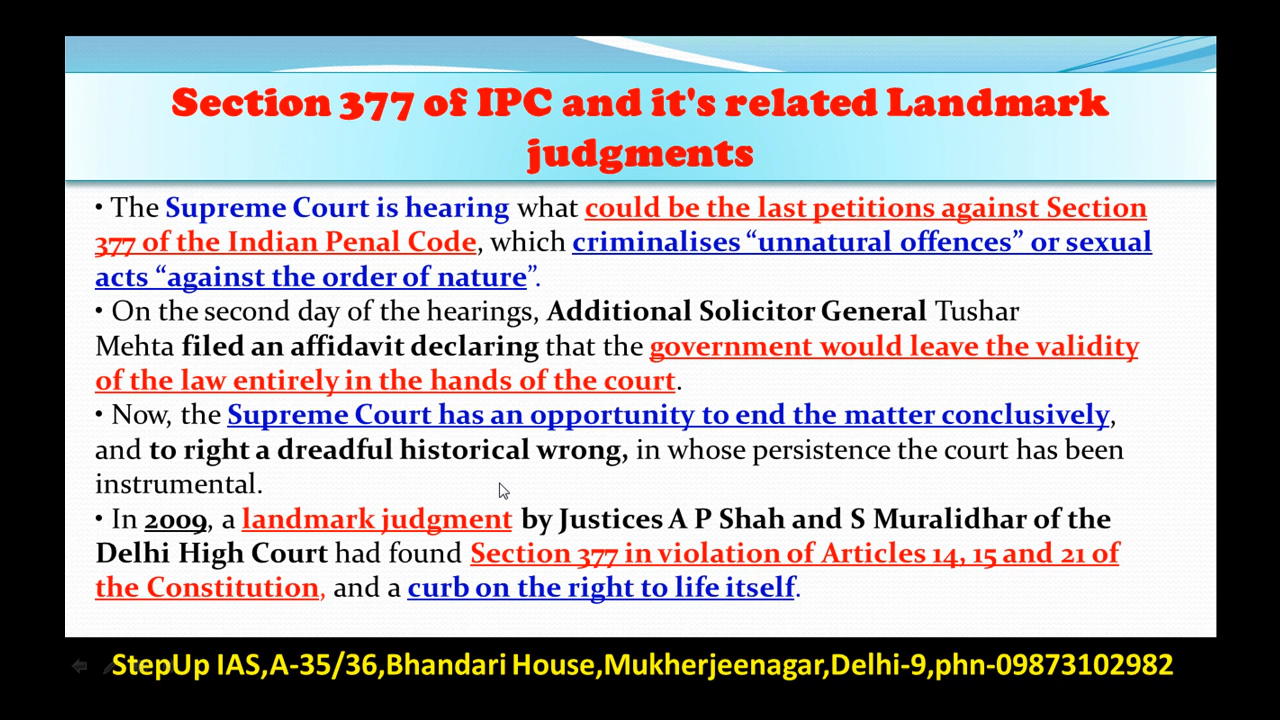 Section 377 of IPC and it's related Landmark
judgments
• The Supreme Court is hearing what could be the last petitions against Section
377 of the Indian Penal Code, which criminalises “unnatural offences” or sexual
acts “against the order of nature”.
• On the second day of the hearings, Additional Solicitor General Tushar
Mehta filed an affidavit declaring that the government would leave the validity
of the law entirely in the hands of the court.
• Now, the Supreme Court has an opportunity to end the matter conclusively,
and to right a dreadful historical wrong, in whose persistence the court has been
instrumental.
• In 2009, a landmark judgment by Justices A P Shah and S Muralidhar of the
Delhi High Court had found Section 377 in violation of Articles 14, 15 and 21 of
the Constitution, and a curb on the right to life itself.
StepUp IAS,A-35/36,Bhandari House,Mukherjeenagar,Delhi-9,phn-09873102982